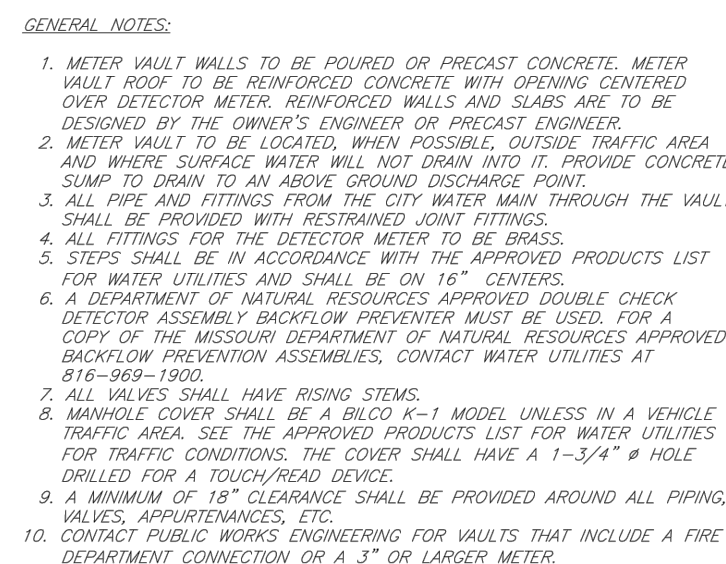 GENERAL NOTES:
1. METER VAULT WALLS TO BE POURED OR PRECAST CONCRETE. METER
VAULT ROOF TO BE REINFORCED CONCRETE WITH OPENING CENTERED
OVER DETECTOR METER. REINFORCED WALLS AND SLABS ARE TO BE
DESIGNED BY THE OWNER'S ENGINEER OR PRECAST ENGINEER.
2. METER VAULT TO BE LOCATED, WHEN POSSIBLE, OUTSIDE TRAFFIC AREA
AND WHERE SURFACE WATER WILL NOT DRAIN INTO IT. PROVIDE CONCRETE
SUMP TO DRAIN TO AN ABOVE GROUND DISCHARGE POINT.
3. ALL PIPE AND FITTINGS FROM THE CITY WATER MAIN THROUGH THE VAULT
SHALL BE PROVIDED WITH RESTRAINED JOINT FITTINGS.
4. ALL FITTINGS FOR THE DETECTOR METER TO BE BRASS.
5. STEPS SHALL BE IN ACCORDANCE WITH THE APPROVED PRODUCTS LIST
FOR WATER UTILITIES AND SHALL BE ON 16" CENTERS.
6. A DEPARTMENT OF NATURAL RESOURCES APPROVED DOUBLE CHECK
DETECTOR ASSEMBLY BACKFLOW PREVENTER MUST BE USED. FOR A
COPY OF THE MISSOURI DEPARTMENT OF NATURAL RESOURCES APPROVED
BACKFLOW PREVENTION ASSEMBLIES, CONTACT WATER UTILITIES AT
816-969-1900.
7. ALL VALVES SHALL HAVE RISING STEMS.
8. MANHOLE COVER SHALL BE A BILCO K-1 MODEL UNLESS IN A VEHICLE
TRAFFIC AREA. SEE THE APPROVED PRODUCTS LIST FOR WATER UTILITIES
FOR TRAFFIC CONDITIONS. THE COVER SHALL HAVE A 1-3/4" ø HOLE
DRILLED FOR A TOUCH/READ DEVICE.
9. A MINIMUM OF 18" CLEARANCE SHALL BE PROVIDED AROUND ALL PIPING,
VALVES, APPURTENANCES, ETC.
10. CONTACT PUBLIC WORKS ENGINEERING FOR VAULTS THAT INCLUDE A FIRE
DEPARTMENT CONNECTION OR A 3" OR LARGER METER.